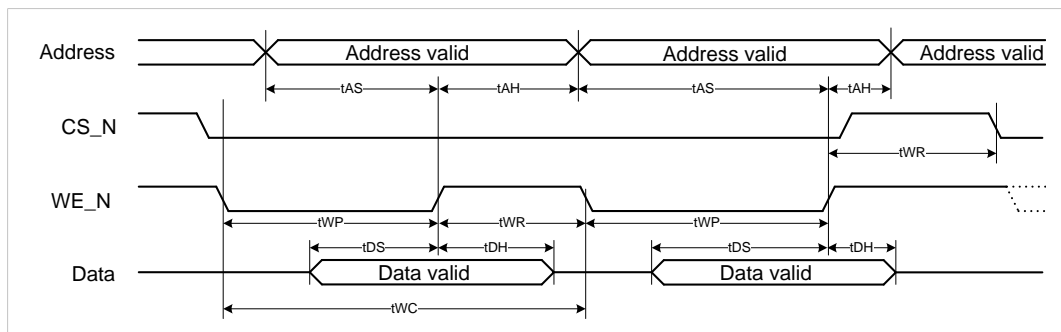 Address Address valid Address valid Address valid
tAS tAH tAS tAH
CS_N
tWR
WE_N
tWP tWR tWP
tDS tDH tDS tDH
Data Data valid Data valid
tWC